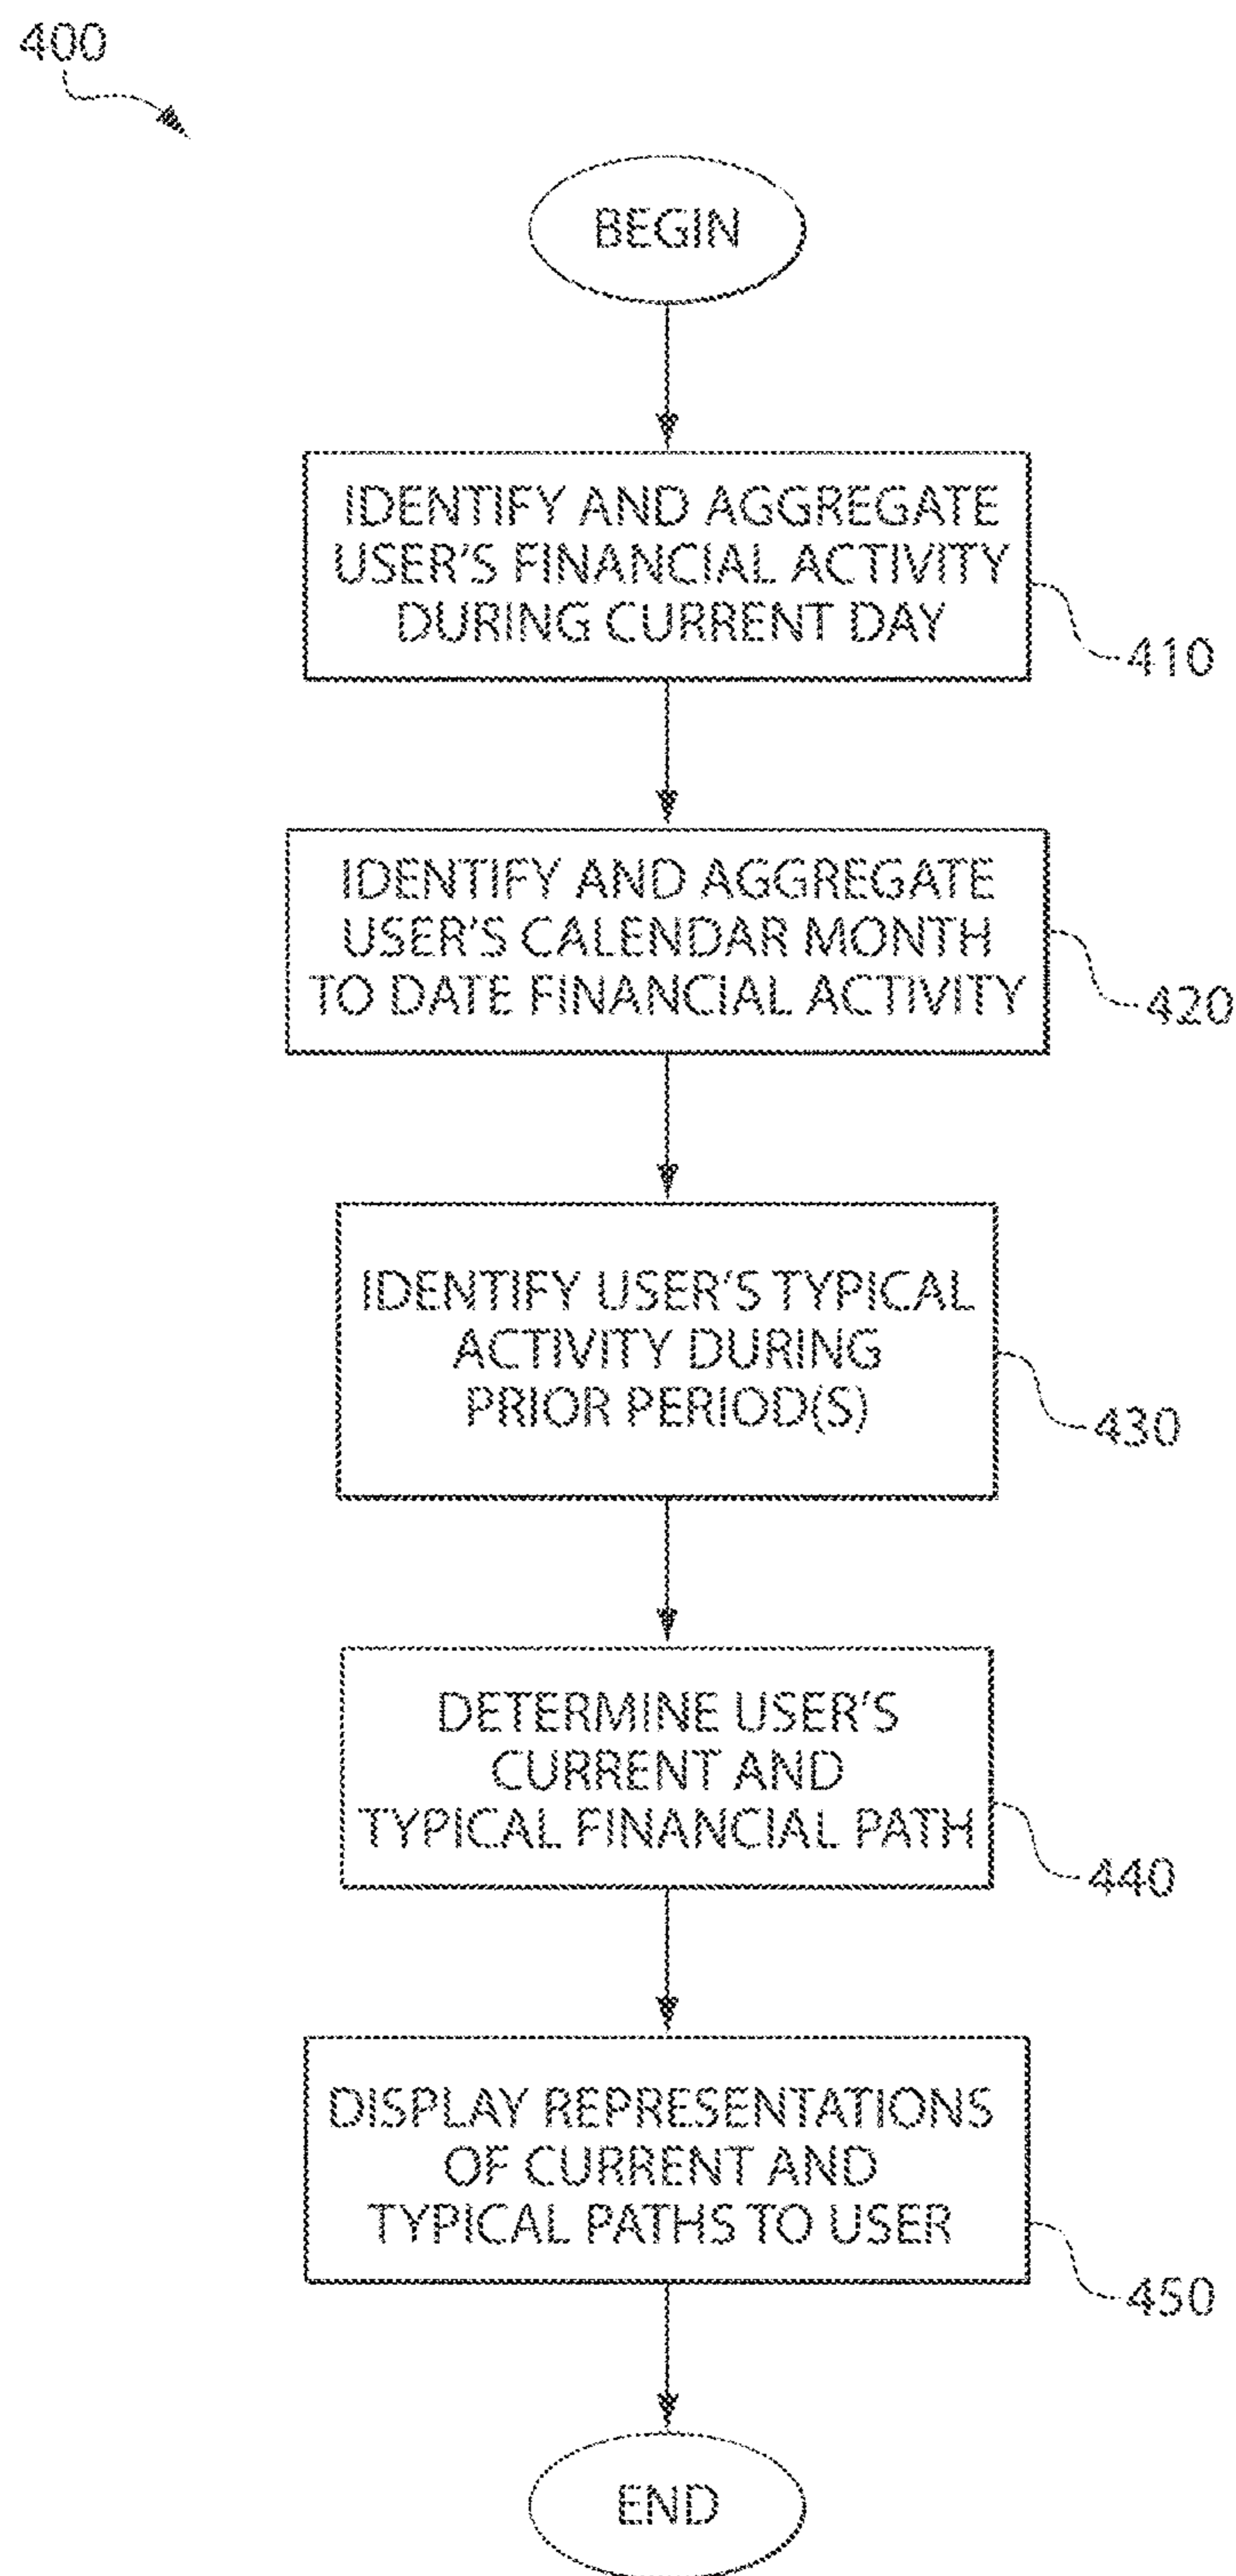 400
BEGIN
IDENTIFY AND AGGREGATE
USER'S FINANCIAL ACTIVITY
DURING CURRENT DAY
410
IDENTIFY AND AGGREGATE
USER'S CALENDAR MONTH
TO DATE FINANCIAL ACTIVITY
420
IDENTIFY USER'S TYPICAL
ACTIVITY DURING
PRIOR PERIOD(S)
430
DETERMINE USER'S
CURRENT AND
TYPICAL FINANCIAL PATH
440
DISPLAY REPRESENTATIONS
OF CURRENT AND
TYPICAL PATHS TO USER
450
END